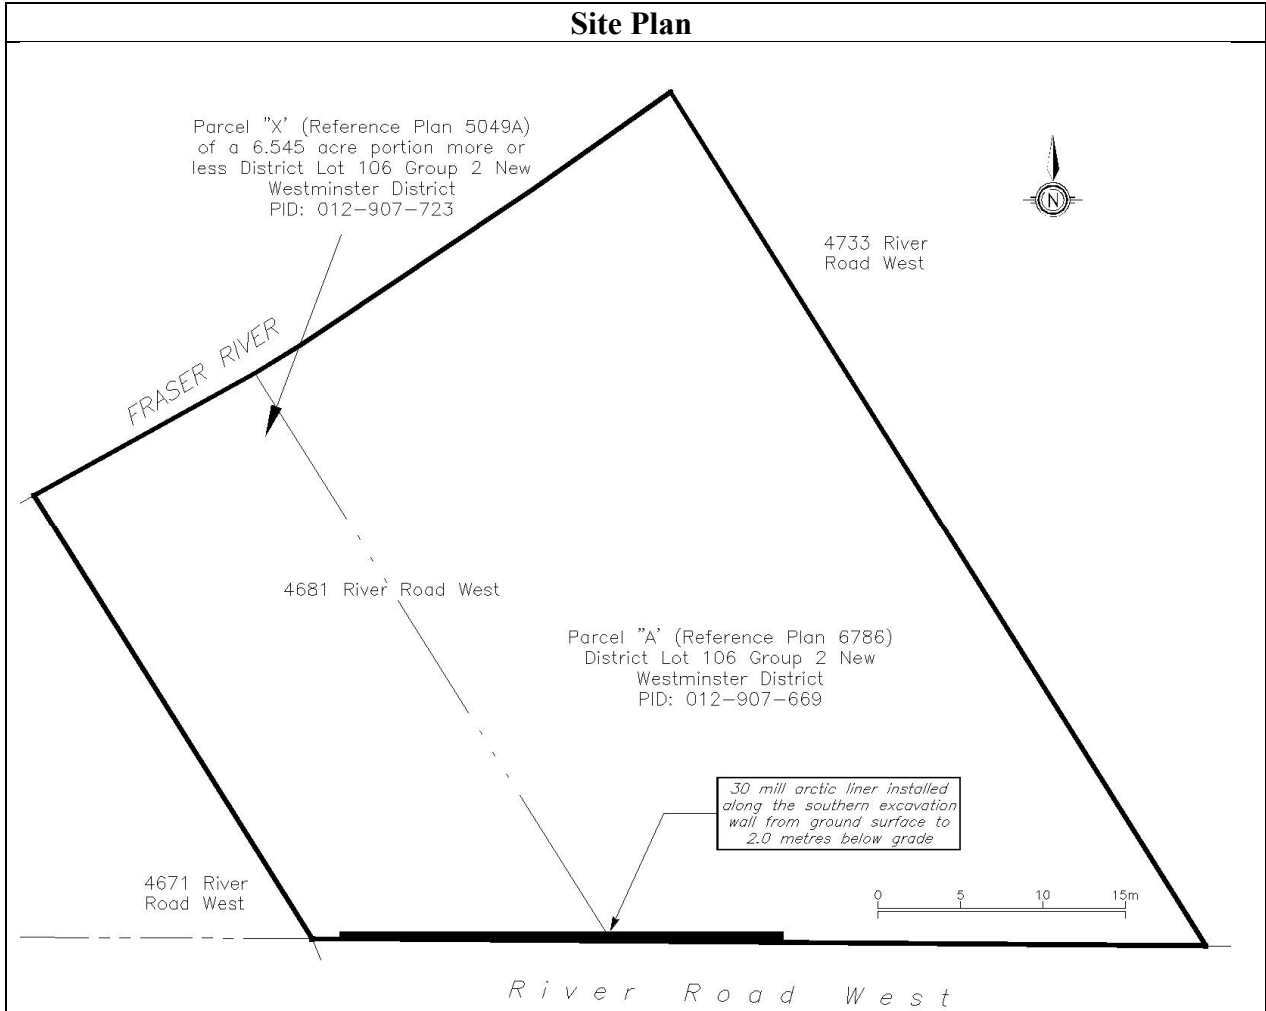 Site Plan
Parcel "X' (Reference Plan 5049A)
of a 6.545 acre portion more or
less District Lot 106 Group 2 New
Westminster District
PID: 012-907-723
N
4733 River
Road West
FRASER RIVER
4681 River Road West
Parcel "A' (Reference Plan 6786)
District Lot 106 Group 2 New
Westminster District
PID: 012-907-669
30 mill arctic liner installed
along the southern excavation
wall from ground surface to
2.0 metres below grade
4671 River
Road West
0 5 10 15m
River Road West